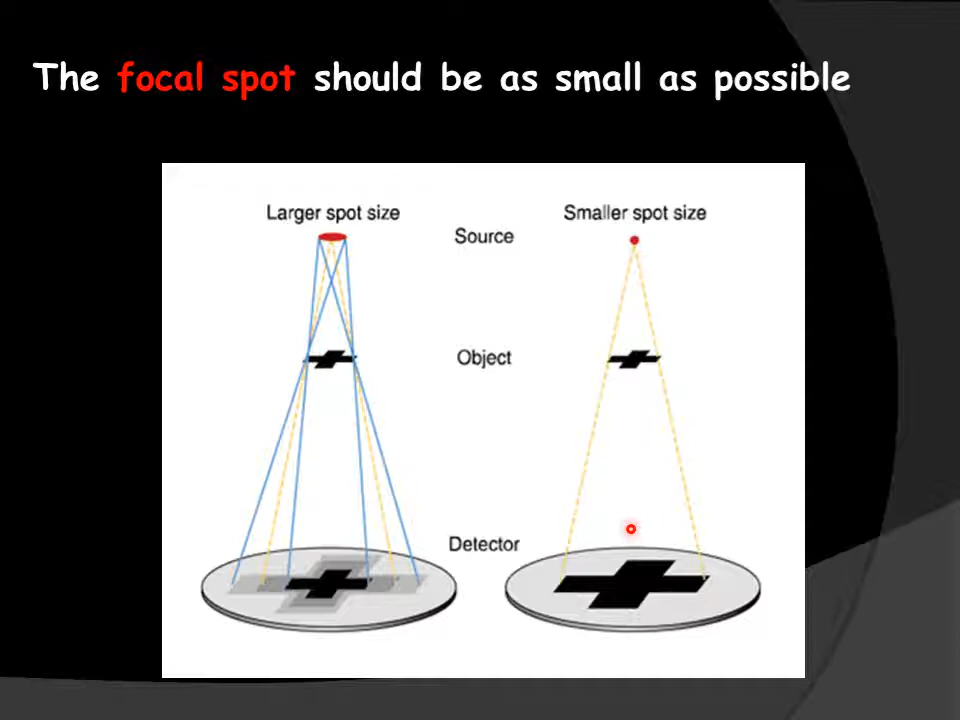 The focal spot should be as small as possible
Larger spot size
Smaller spot size
Source
Object
Detector